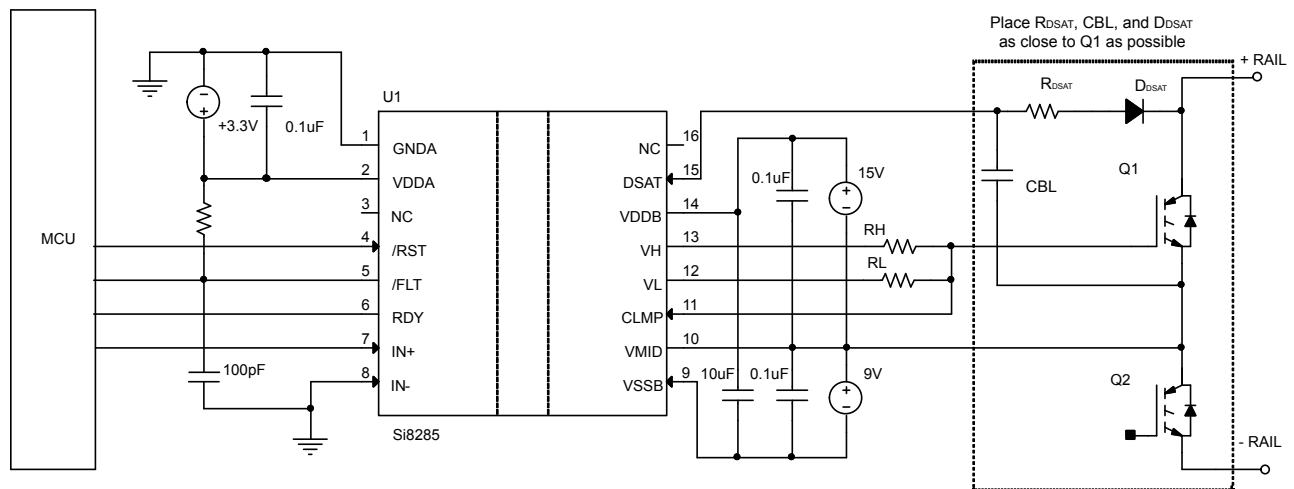 Place RDSAT, CBL, and DDSAT
as close to Q1 as possible
+ RAIL
RDSAT
DDSAT
U1
+3.3V
0.1uF
1
GNDA
2
VDDA
3
NC
4
/RST
5
/FLT
6
RDY
7
IN+
8
IN-
MCU
100pF
Si8285
16
NC
15
DSAT
14
VDDB
13
VH
12
VL
11
CLMP
10
VMID
9
VSSB
0.1uF
15V
RH
RL
10uF
0.1uF
9V
CBL
Q1
Q2
- RAIL